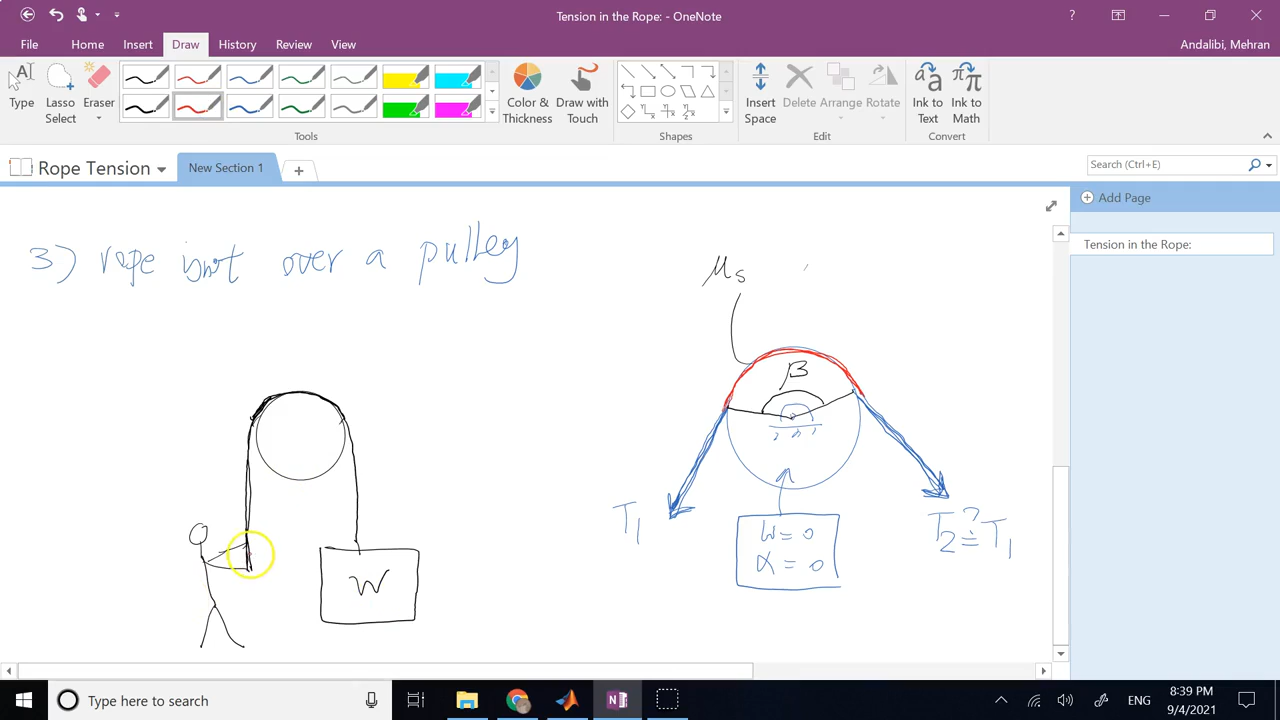 Tension in the Rope: - OneNote
?
File
Home
Insert
Draw
History
Review
View
Andalibi, Mehran
Type
Lasso Select
Eraser
Color & Thickness
Draw with Touch
Insert Space
Delete
Arrange
Rotate
Ink to Text
Ink to Math
Tools
Shapes
Edit
Convert
Rope Tension
New Section 1
Search (Ctrl+E)
Add Page
Tension in the Rope:
3) rope isnot over a pulley
μs
β
T1
T2 ?= T1
ω = 0
α = 0
W
Type here to search
ENG
8:39 PM
9/4/2021